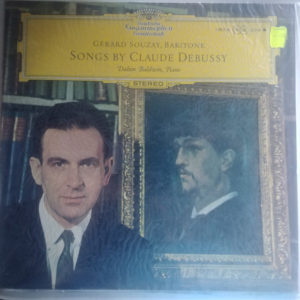 Deutsche
Grammophon
Gesellschaft
GÉRARD SOUZAY, BARITONE
SONGS BY CLAUDE DEBUSSY
Dalton Baldwin, Piano
STEREO